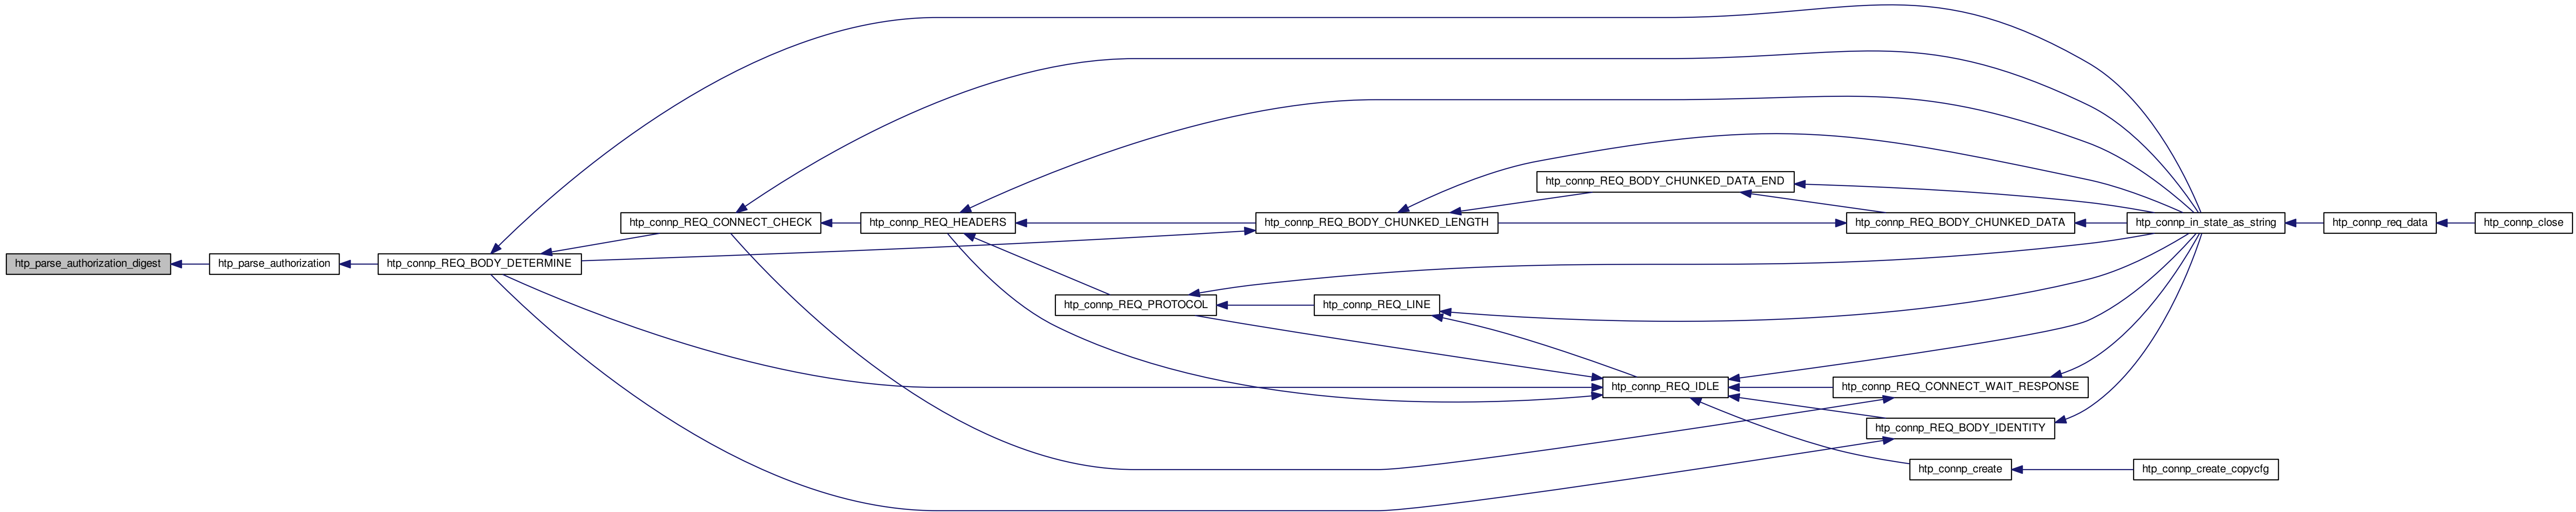 htp_parse_authorization_digest
htp_parse_authorization
htp_connp_REQ_BODY_DETERMINE
htp_connp_REQ_CONNECT_CHECK
htp_connp_REQ_HEADERS
htp_connp_REQ_BODY_CHUNKED_LENGTH
htp_connp_REQ_BODY_CHUNKED_DATA_END
htp_connp_REQ_BODY_CHUNKED_DATA
htp_connp_in_state_as_string
htp_connp_req_data
htp_connp_close
htp_connp_REQ_PROTOCOL
htp_connp_REQ_LINE
htp_connp_REQ_IDLE
htp_connp_REQ_CONNECT_WAIT_RESPONSE
htp_connp_REQ_BODY_IDENTITY
htp_connp_create
htp_connp_create_copycfg